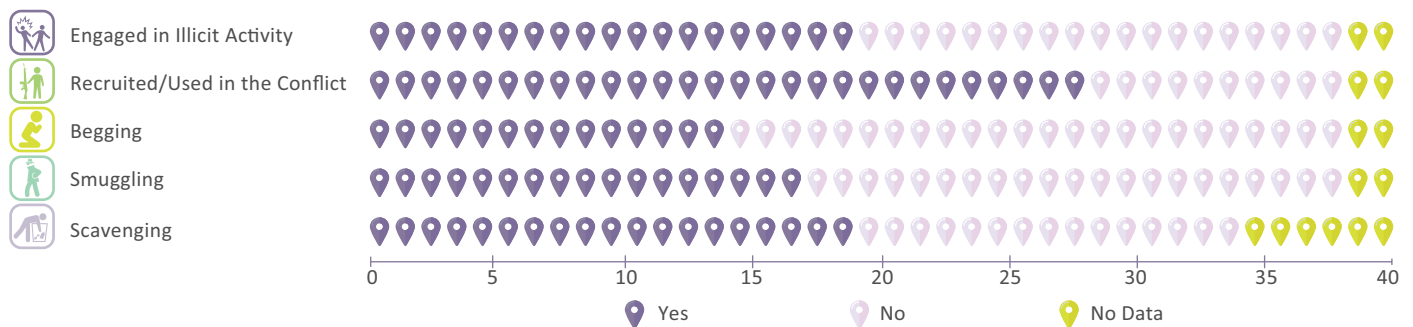 Engaged in Illicit Activity
Recruited/Used in the Conflict
Begging
Smuggling
Scavenging
0 5 10 15 20 25 30 35 40
Yes No No Data